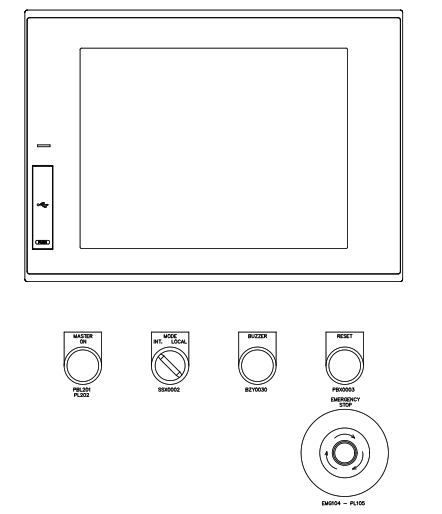 MASTER
ON
MODE
INT. LOCAL
BUZZER
RESET
PBL201
PL202
SSX0002
BZY0030
PBX0003
EMERGENCY
STOP
EMG104 - PL105